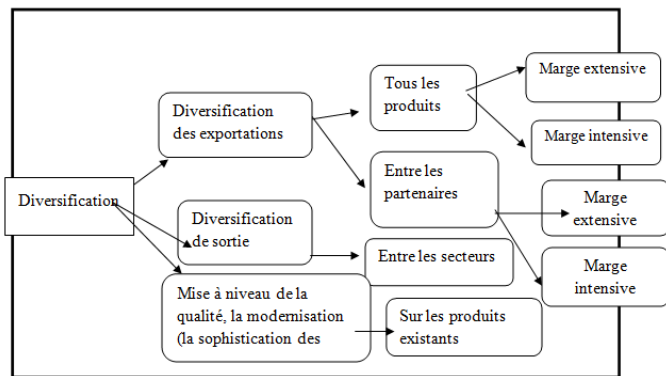 Diversification
Diversification
des exportations
Tous les
produits
Marge extensive
Marge intensive
Entre les
partenaires
Marge
extensive
Marge
intensive
Diversification
de sortie
Entre les secteurs
Mise à niveau de la
qualité, la modernisation
(la sophistication des
Sur les produits
existants